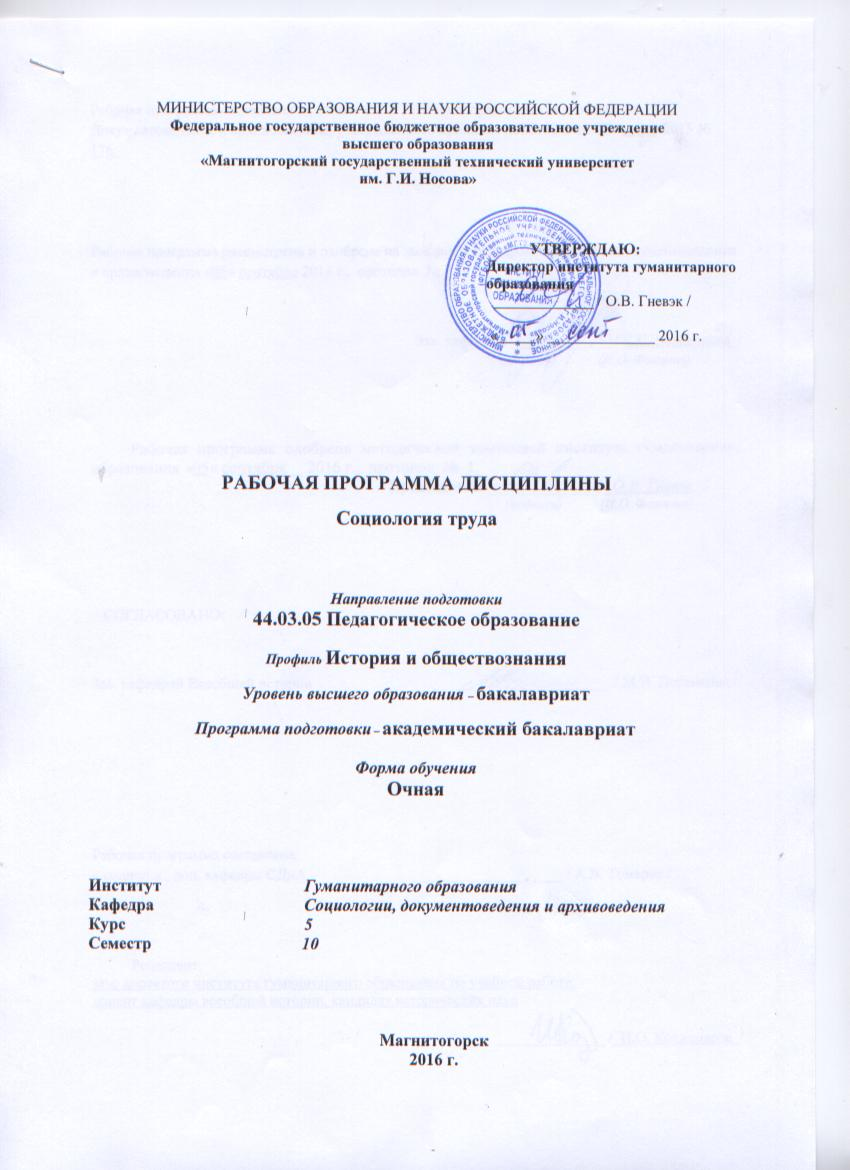 МИНИСТЕРСТВО ОБРАЗОВАНИЯ И НАУКИ РОССИЙСКОЙ ФЕДЕРАЦИИ
Федеральное государственное бюджетное образовательное учреждение
высшего образования
«Магнитогорский государственный технический университет
им. Г.И. Носова»
УТВЕРЖДАЮ:
Директор института гуманитарного
образования
/ О.В. Гневэк /
« 05 » сент 2016 г.
РАБОЧАЯ ПРОГРАММА ДИСЦИПЛИНЫ
Социология труда
Направление подготовки
44.03.05 Педагогическое образование
Профиль История и обществознания
Уровень высшего образования – бакалавриат
Программа подготовки – академический бакалавриат
Форма обучения
Очная
Институт Гуманитарного образования
Кафедра Социологии, документоведения и архивоведения
Курс 5
Семестр 10
Магнитогорск
2016 г.